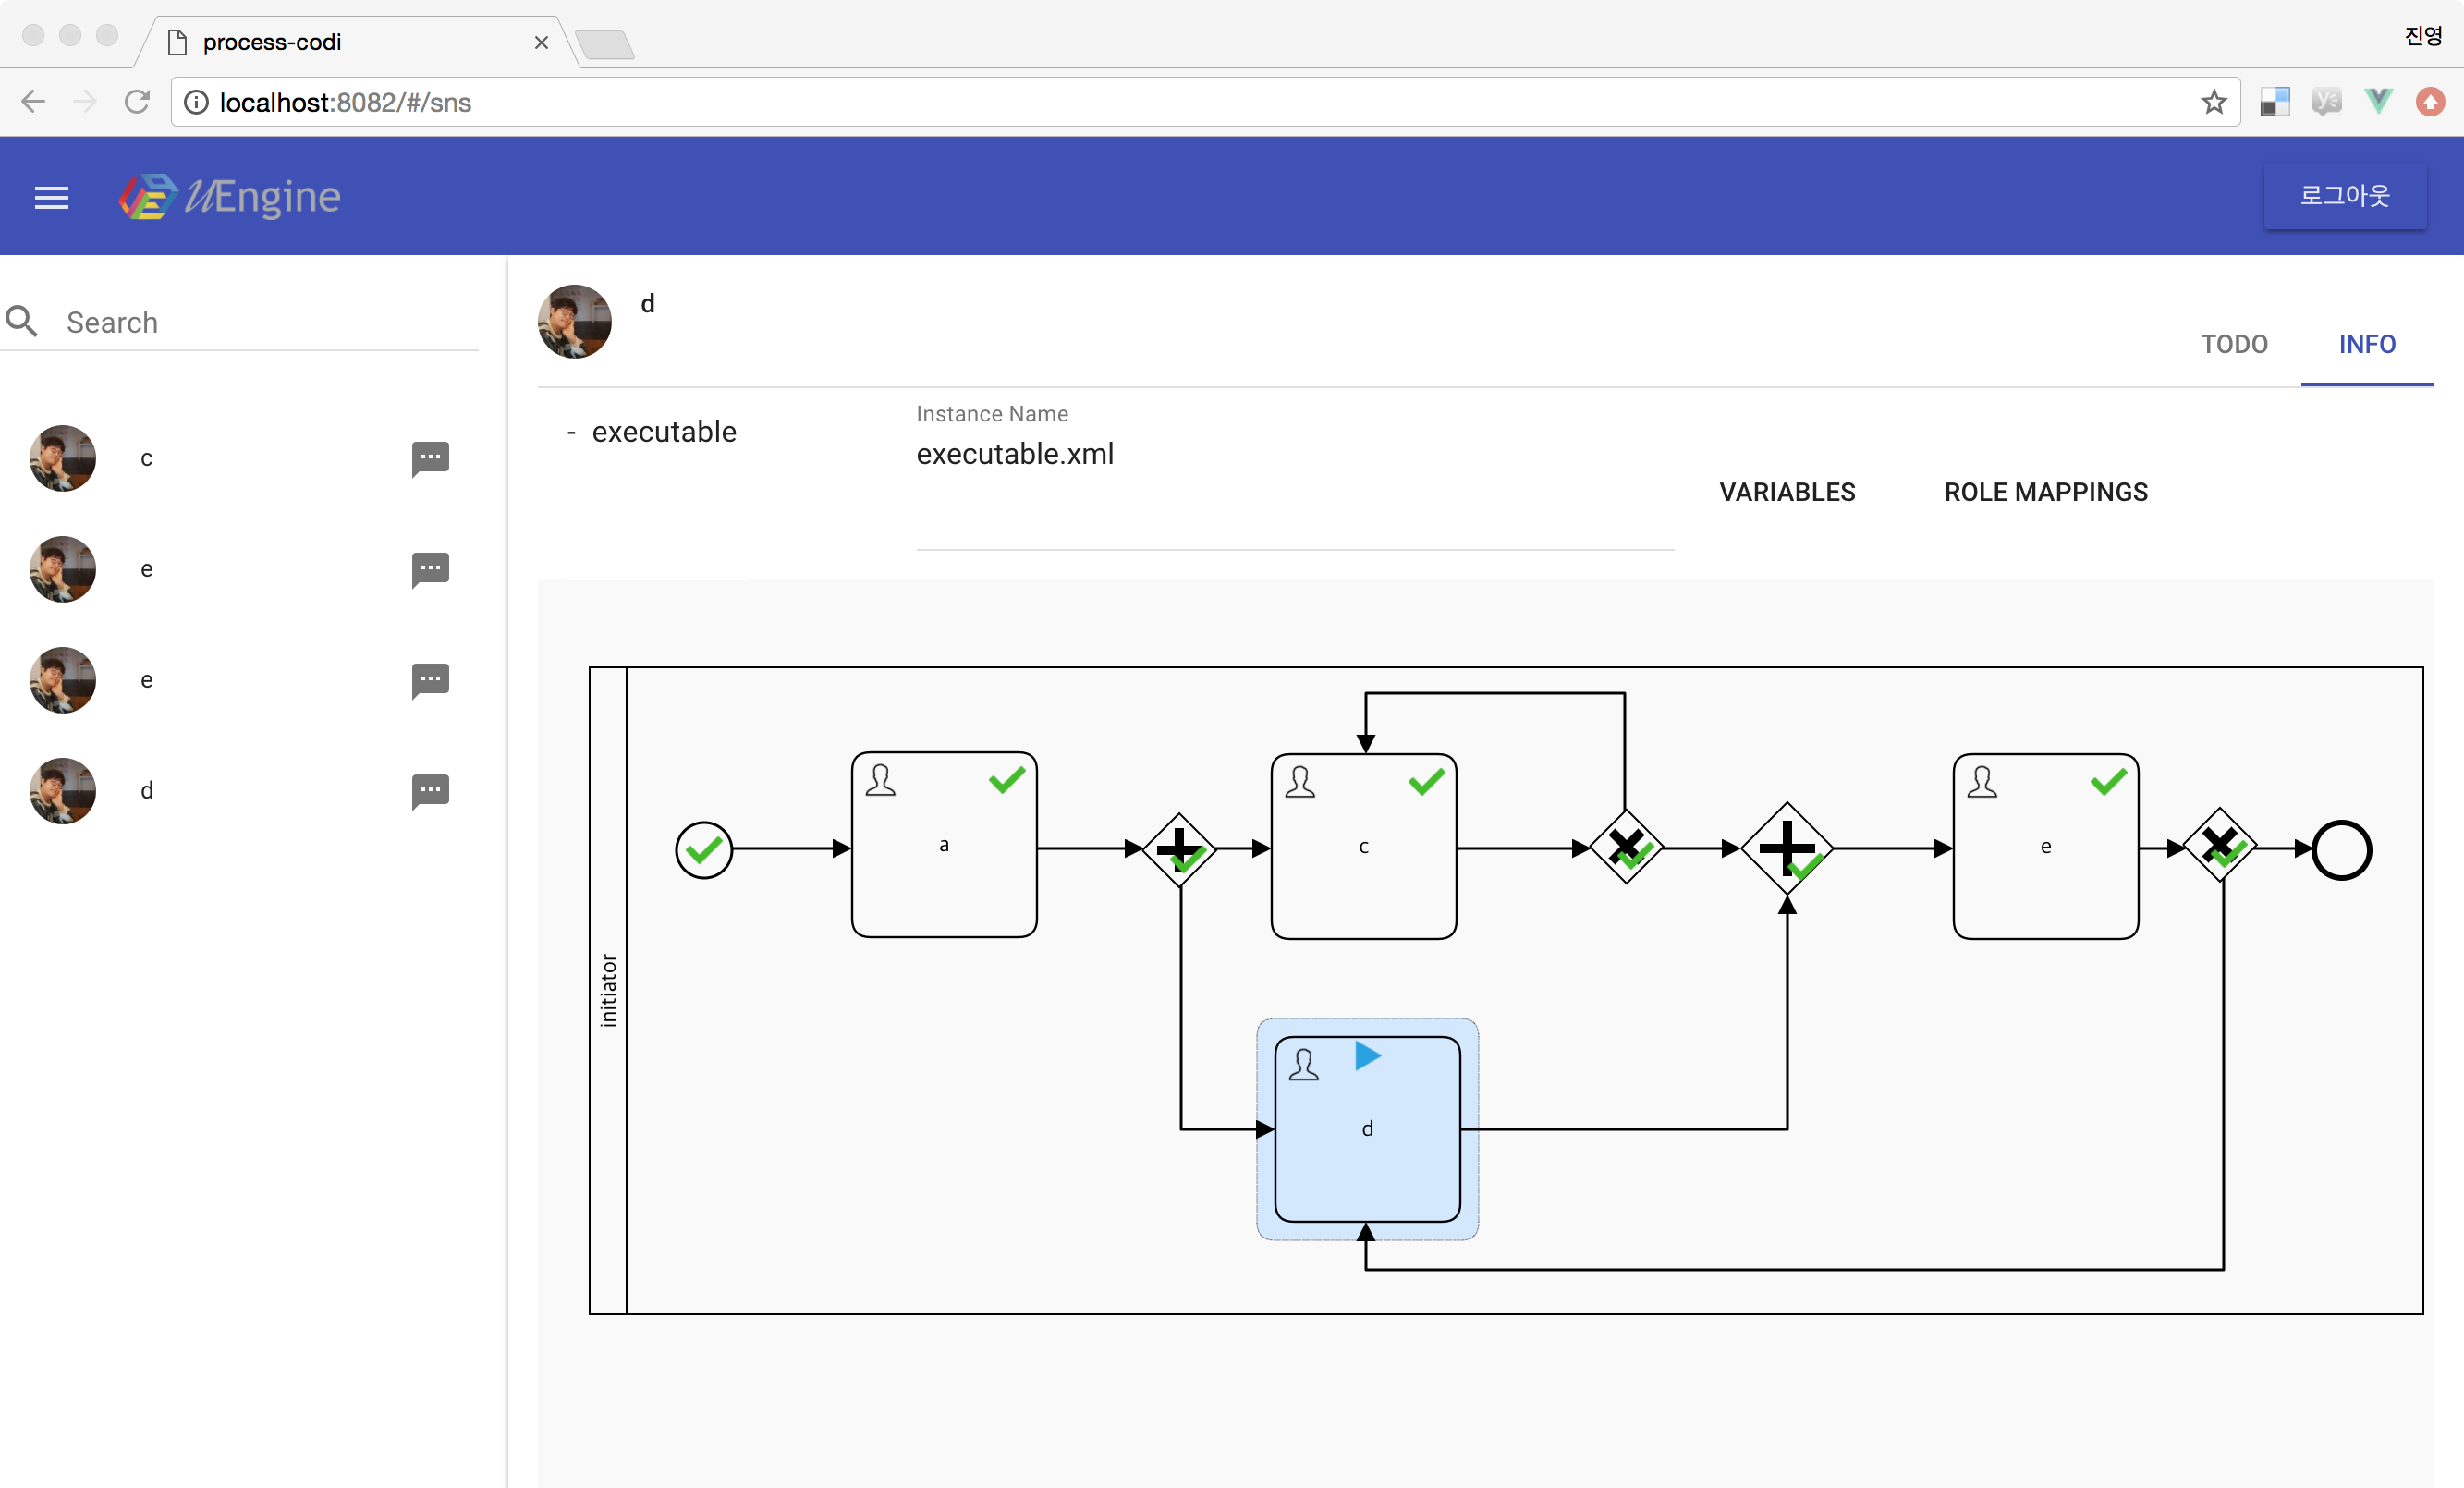 process-codi
진영
localhost:8082/#/sns
uEngine
로그아웃
Search
c
e
e
d
d
TODO
INFO
- executable
Instance Name
executable.xml
VARIABLES
ROLE MAPPINGS
initiator
a
c
e
d